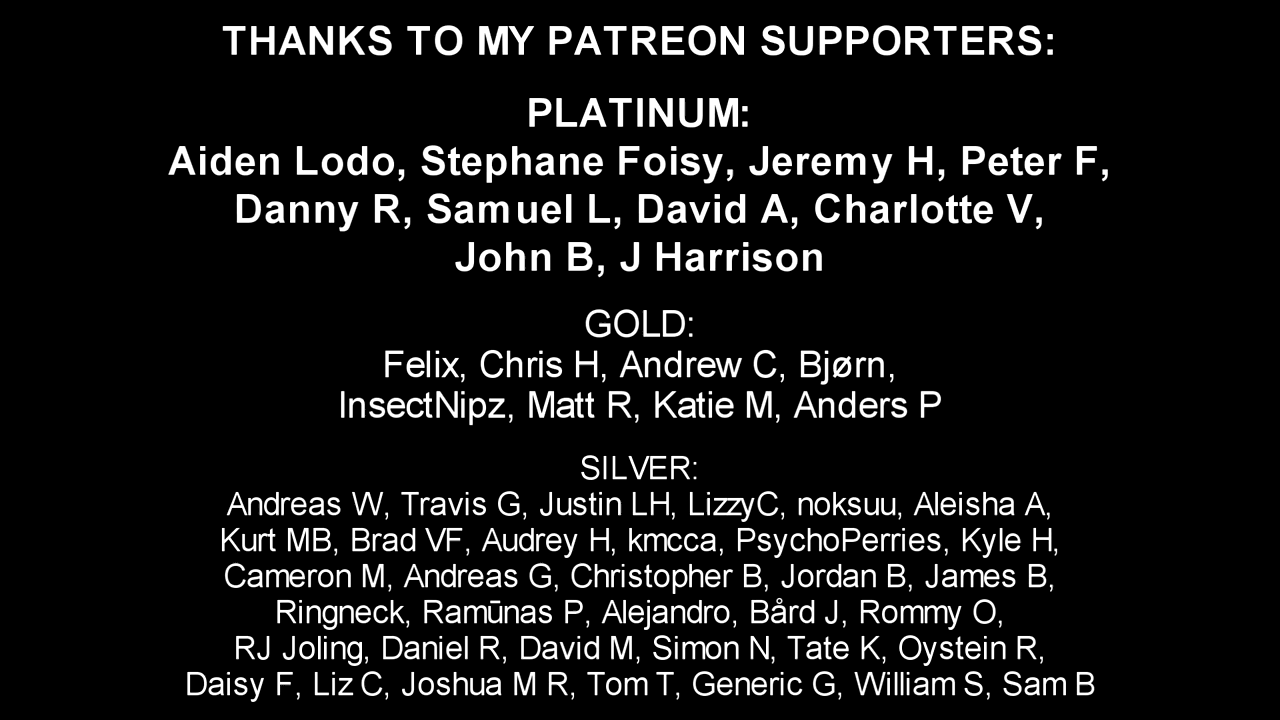 THANKS TO MY PATREON SUPPORTERS:
PLATINUM:
Aiden Lodo, Stephane Foisy, Jeremy H, Peter F,
Danny R, Samuel L, David A, Charlotte V,
John B, J Harrison
GOLD:
Felix, Chris H, Andrew C, Bjørn,
InsectNipz, Matt R, Katie M, Anders P
SILVER:
Andreas W, Travis G, Justin LH, LizzyC, noksuu, Aleisha A,
Kurt MB, Brad VF, Audrey H, kmcca, PsychoPerries, Kyle H,
Cameron M, Andreas G, Christopher B, Jordan B, James B,
Ringneck, Ramūnas P, Alejandro, Bård J, Rommy O,
RJ Joling, Daniel R, David M, Simon N, Tate K, Oystein R,
Daisy F, Liz C, Joshua M R, Tom T, Generic G, William S, Sam B